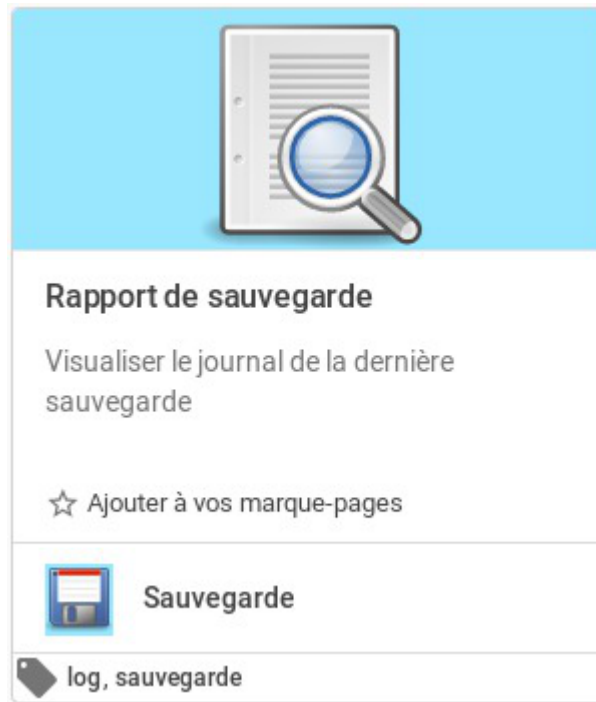 Rapport de sauvegarde
Visualiser le journal de la dernière
sauvegarde
Ajouter à vos marque-pages
Sauvegarde
log, sauvegarde